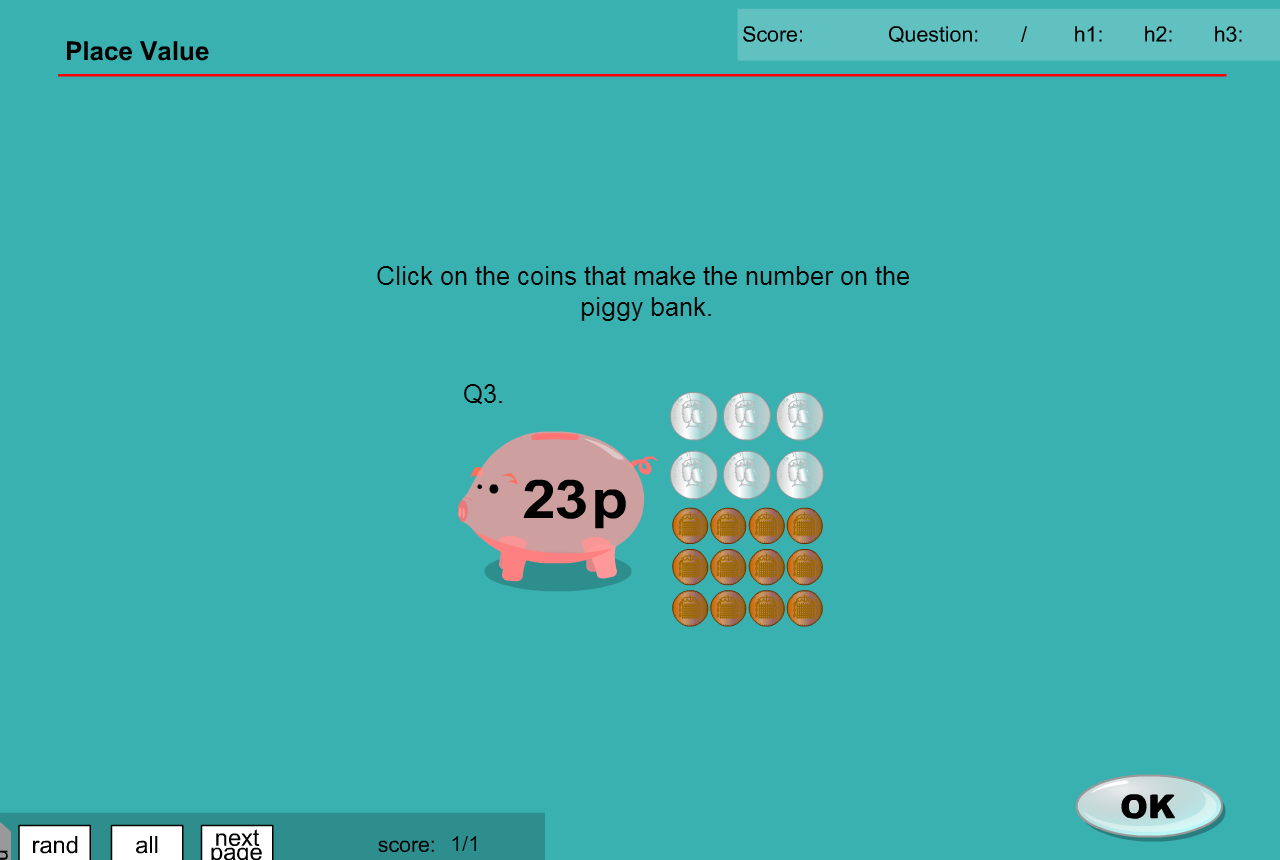 Place Value
Score: Question: / h1: h2: h3:
Click on the coins that make the number on the
piggy bank.
Q3.
23p
OK
rand
all
next
page
score: 1/1